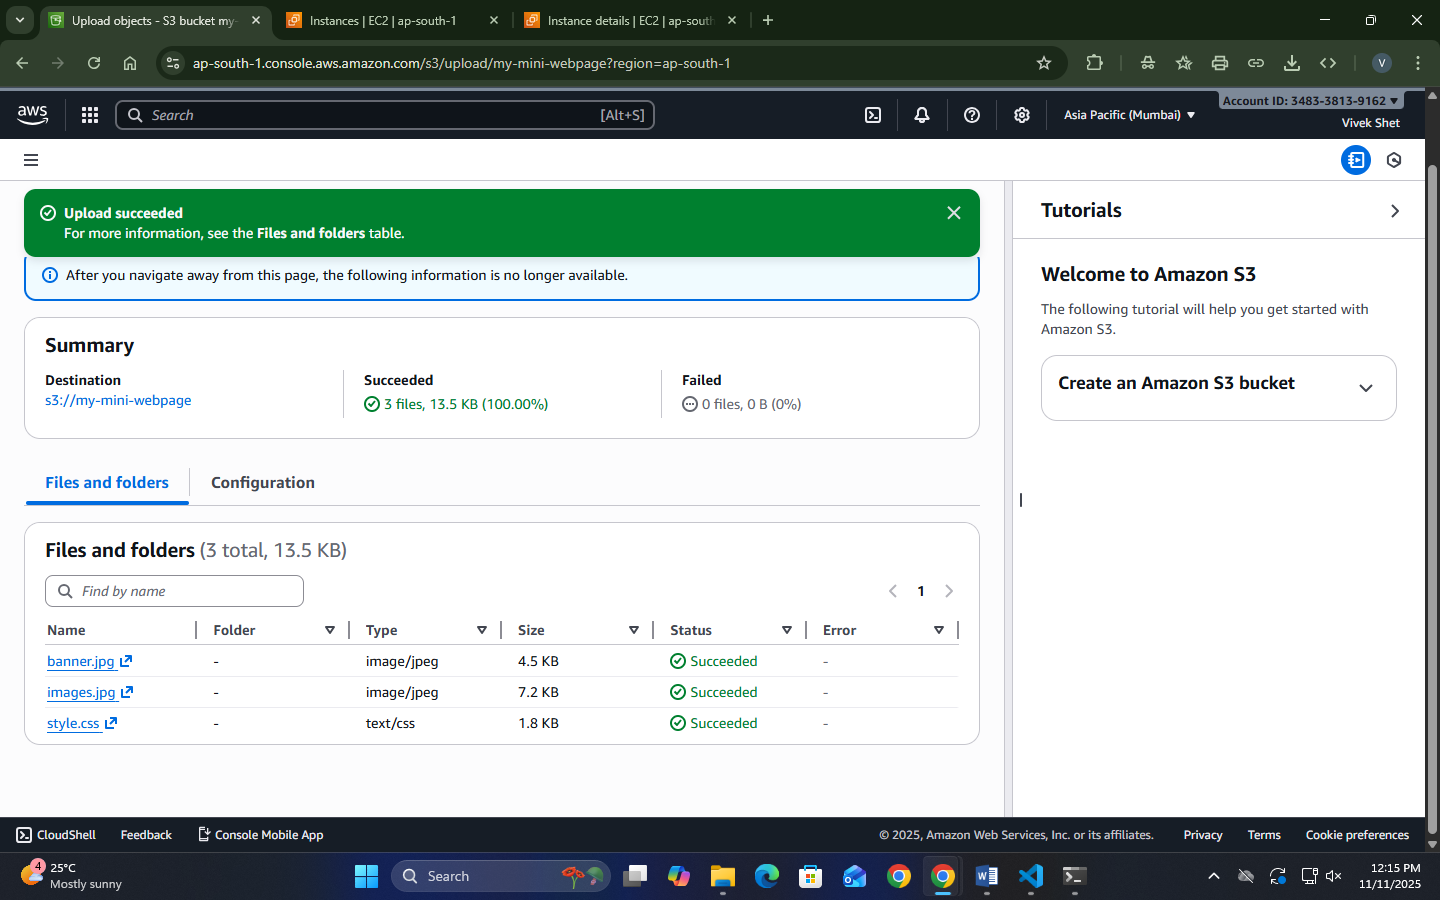 Upload objects - S3 bucket my-
Instances | EC2 | ap-south-1
Instance details | EC2 | ap-south
ap-south-1.console.aws.amazon.com/s3/upload/my-mini-webpage?region=ap-south-1
V
aws
Search
[Alt+S]
Asia Pacific (Mumbai)
Account ID: 3483-3813-9162
Vivek Shet
Upload succeeded
For more information, see the Files and folders table.
After you navigate away from this page, the following information is no longer available.
Summary
Destination
s3://my-mini-webpage
Succeeded
3 files, 13.5 KB (100.00%)
Failed
0 files, 0 B (0%)
Files and folders
Configuration
Files and folders (3 total, 13.5 KB)
Find by name
1
Name Folder Type Size Status Error
banner.jpg - image/jpeg 4.5 KB Succeeded -
images.jpg - image/jpeg 7.2 KB Succeeded -
style.css - text/css 1.8 KB Succeeded -
Tutorials
Welcome to Amazon S3
The following tutorial will help you get started with
Amazon S3.
Create an Amazon S3 bucket
CloudShell Feedback Console Mobile App
© 2025, Amazon Web Services, Inc. or its affiliates. Privacy Terms Cookie preferences
4
25°C
Mostly sunny
Search
12:15 PM
11/11/2025